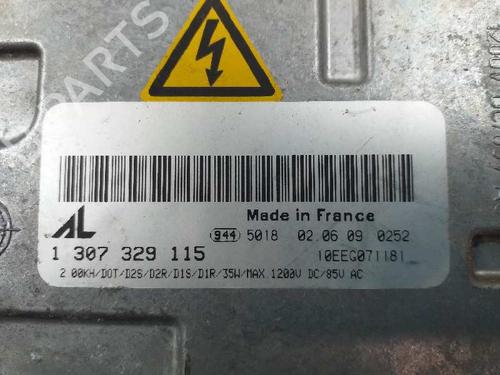 PARTS
AL
Made in France
944 5018 02.06 09 0252
1 307 329 115
10EEG071181
2 00KH/DOT/D2S/D2R/D1S/D1R/35W/MAX.1200V DC/85V AC